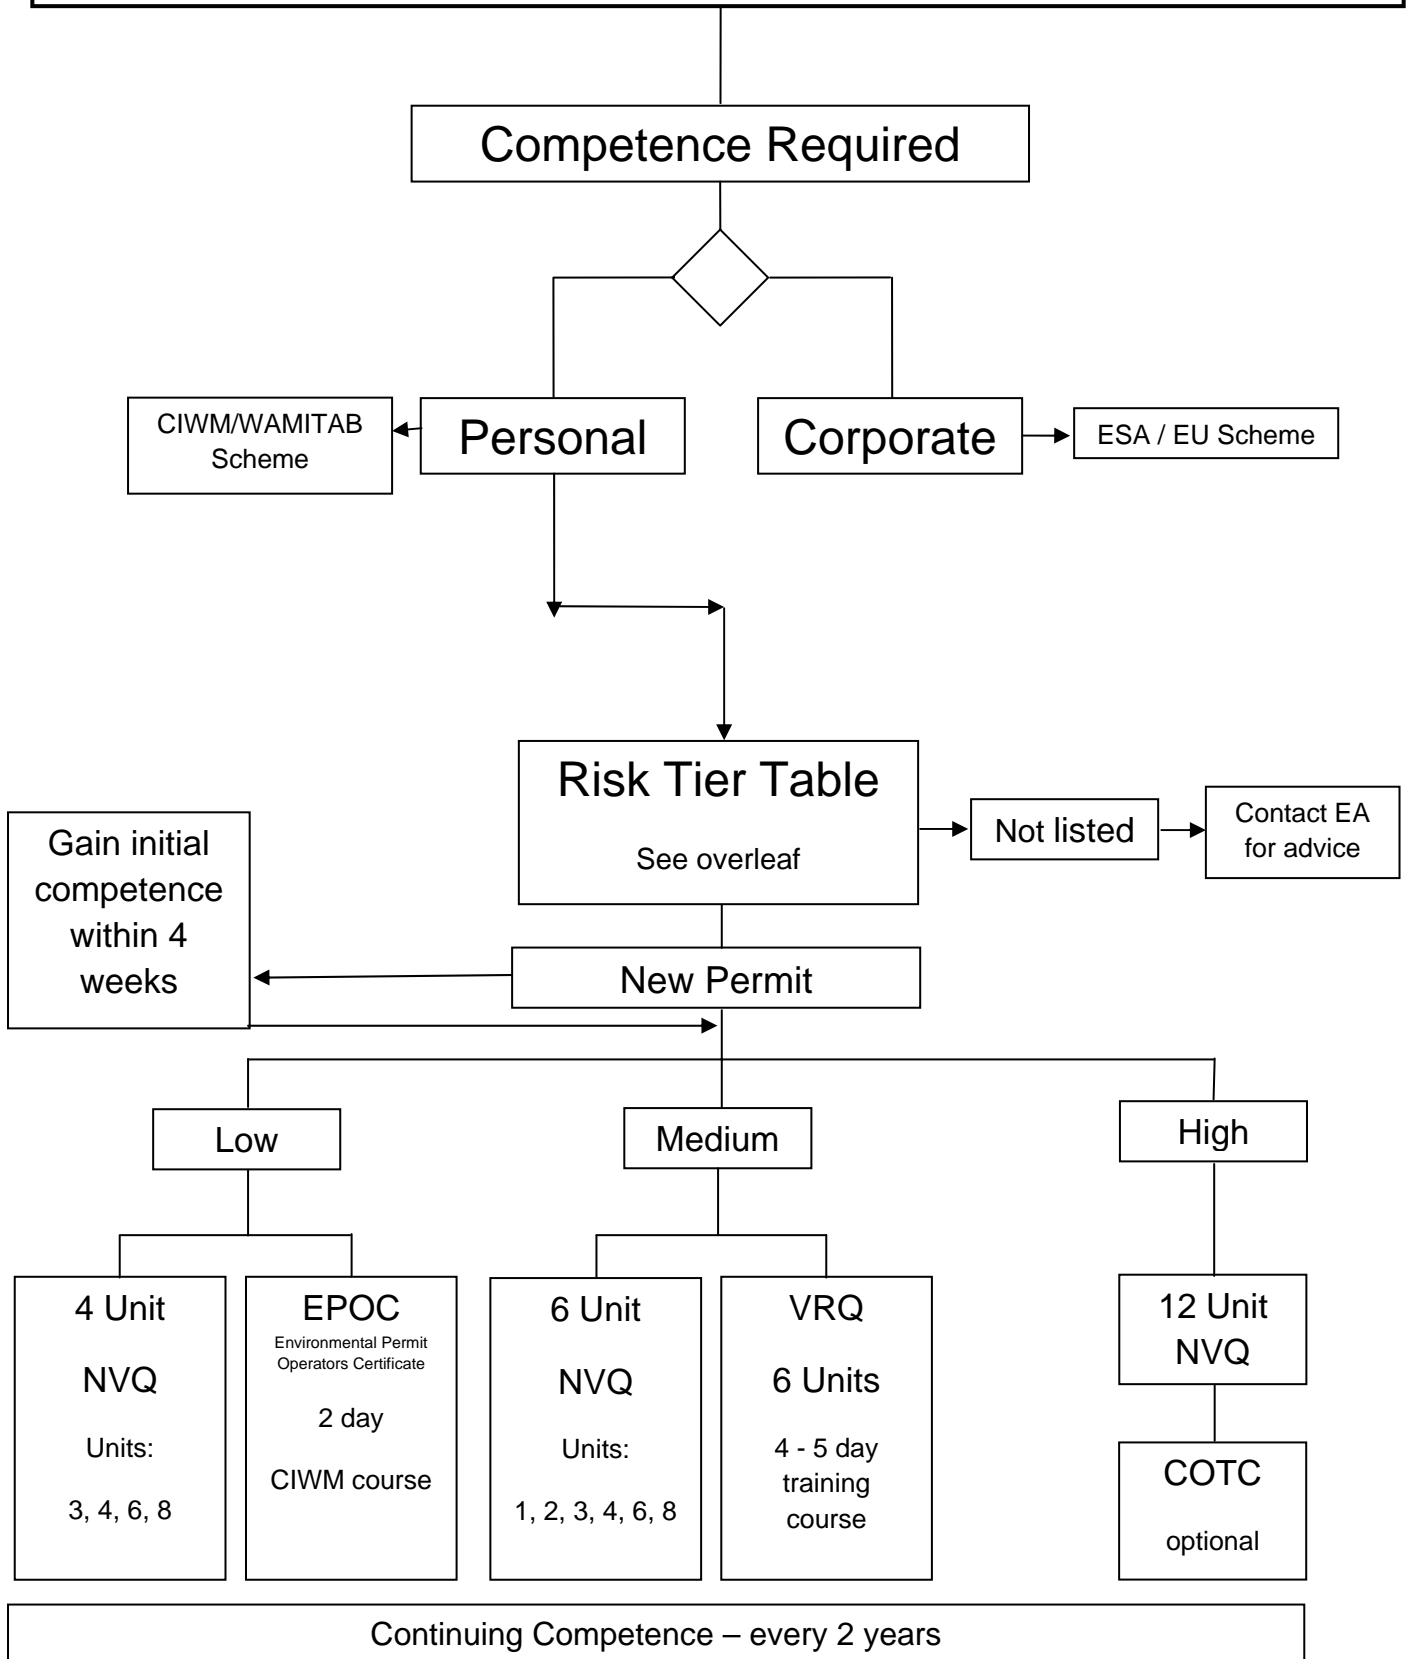 Competence Required
CIWM/WAMITAB
Scheme
Personal
Corporate
ESA / EU Scheme
Risk Tier Table
See overleaf
Not listed
Contact EA
for advice
Gain initial
competence
within 4
weeks
New Permit
Low
Medium
High
4 Unit
NVQ
Units:
3, 4, 6, 8
EPOC
Environmental Permit
Operators Certificate
2 day
CIWM course
6 Unit
NVQ
Units:
1, 2, 3, 4, 6, 8
VRQ
6 Units
4 - 5 day
training
course
12 Unit
NVQ
COTC
optional
Continuing Competence – every 2 years